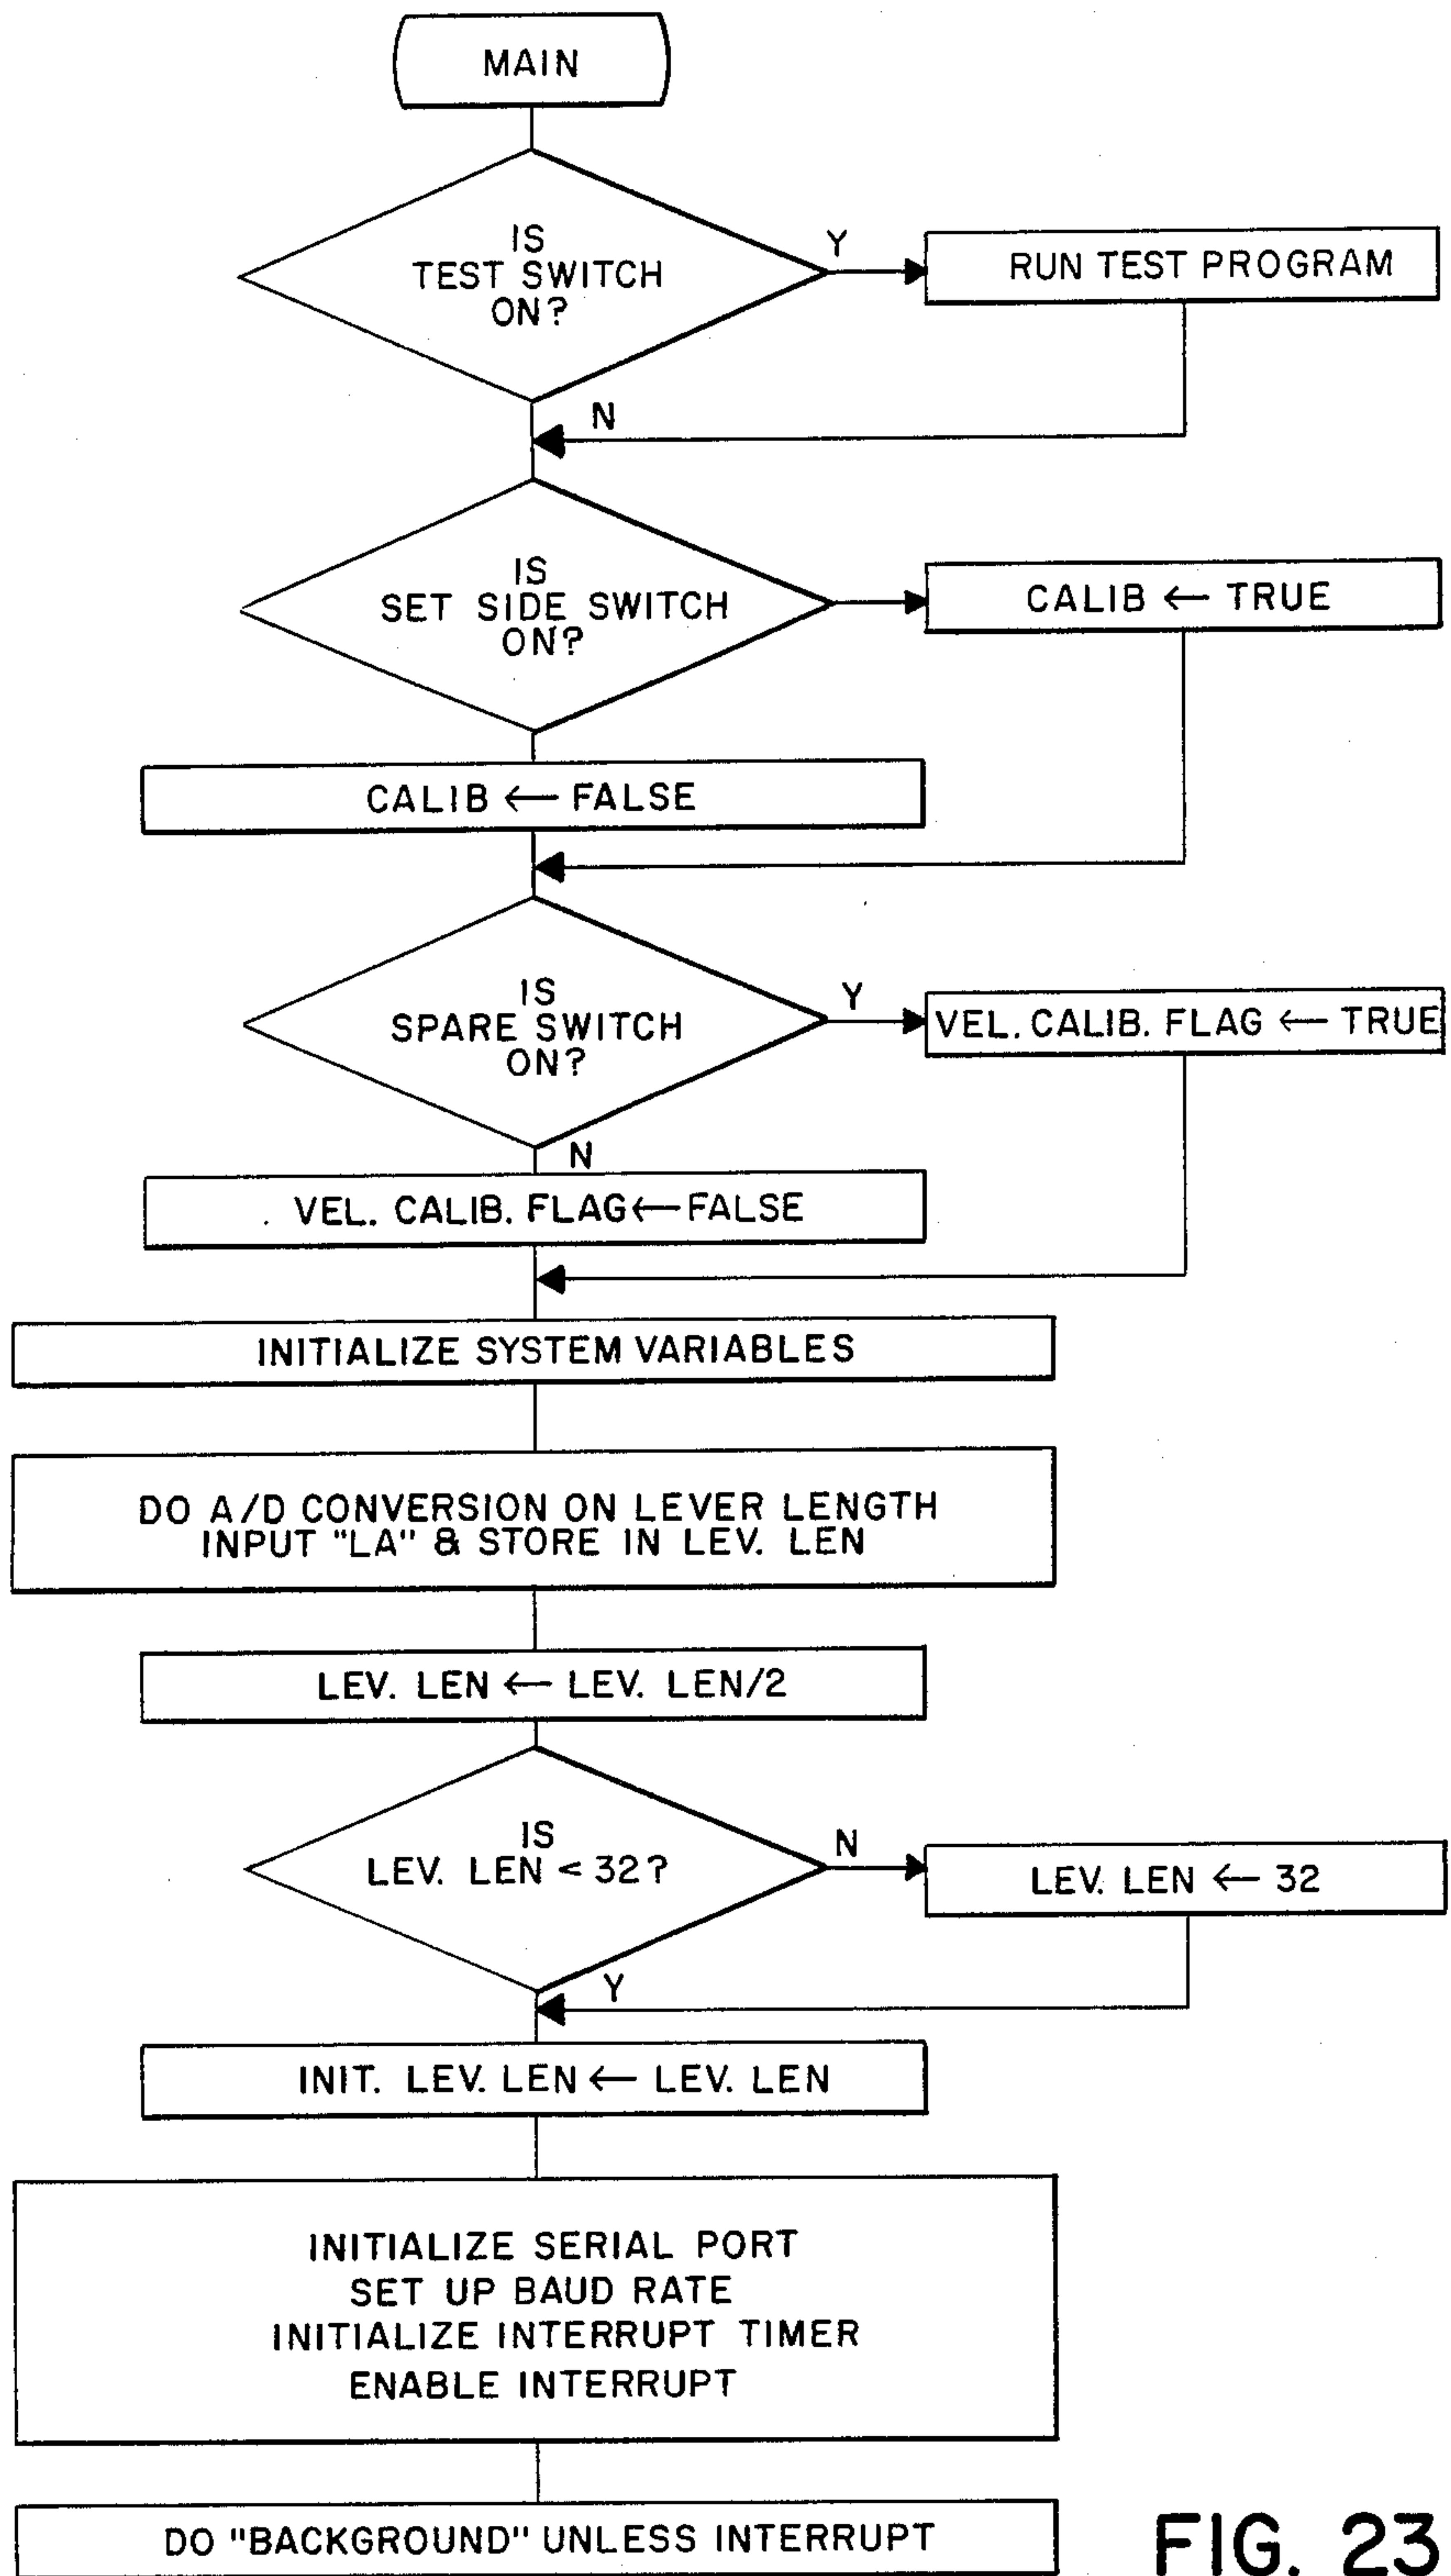 MAIN
IS
TEST SWITCH
ON?
Y
RUN TEST PROGRAM
N
IS
SET SIDE SWITCH
ON?
CALIB ← TRUE
CALIB ← FALSE
IS
SPARE SWITCH
ON?
Y
VEL. CALIB. FLAG ← TRUE
N
VEL. CALIB. FLAG ← FALSE
INITIALIZE SYSTEM VARIABLES
DO A/D CONVERSION ON LEVER LENGTH
INPUT "LA" & STORE IN LEV. LEN
LEV. LEN ← LEV. LEN/2
IS
LEV. LEN < 32?
N
LEV. LEN ← 32
Y
INIT. LEV. LEN ← LEV. LEN
INITIALIZE SERIAL PORT
SET UP BAUD RATE
INITIALIZE INTERRUPT TIMER
ENABLE INTERRUPT
DO "BACKGROUND" UNLESS INTERRUPT
FIG. 23